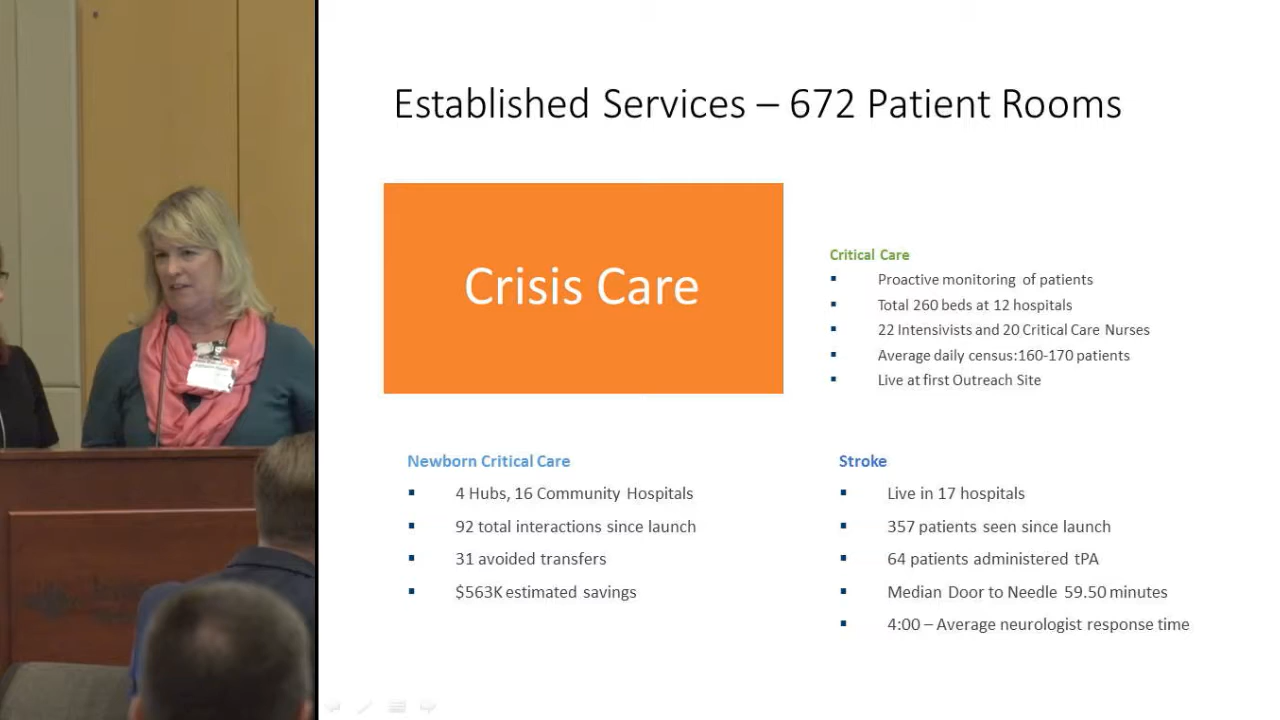 Established Services – 672 Patient Rooms
Crisis Care
Critical Care
▪ Proactive monitoring of patients
▪ Total 260 beds at 12 hospitals
▪ 22 Intensivists and 20 Critical Care Nurses
▪ Average daily census:160-170 patients
▪ Live at first Outreach Site
Newborn Critical Care
▪ 4 Hubs, 16 Community Hospitals
▪ 92 total interactions since launch
▪ 31 avoided transfers
▪ $563K estimated savings
Stroke
▪ Live in 17 hospitals
▪ 357 patients seen since launch
▪ 64 patients administered tPA
▪ Median Door to Needle 59.50 minutes
▪ 4:00 – Average neurologist response time